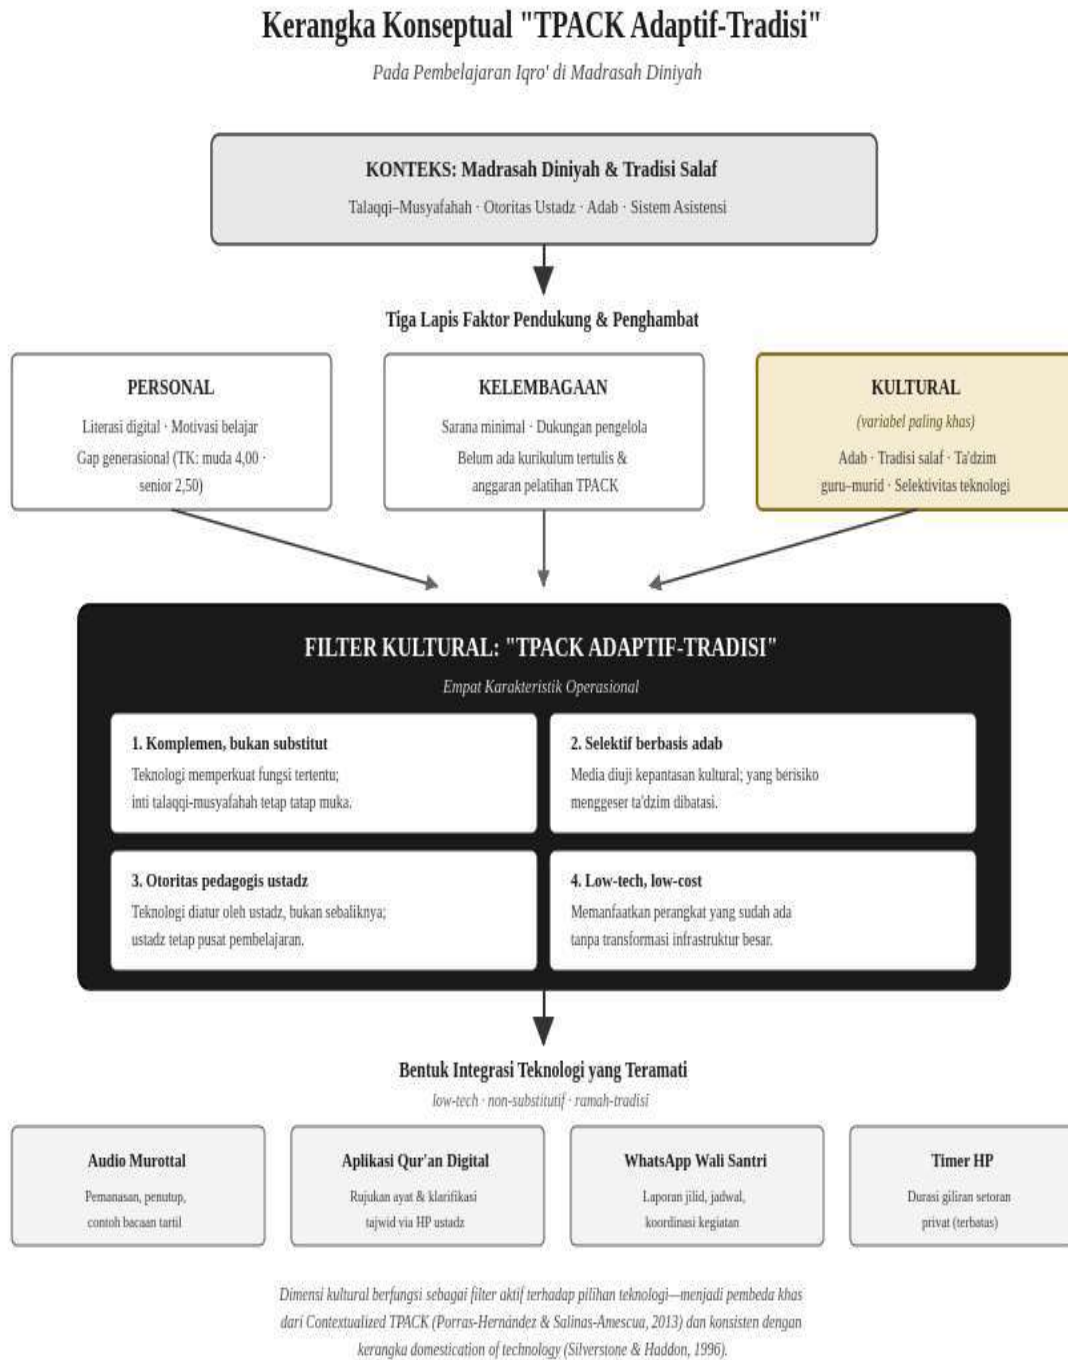 Kerangka Konseptual "TPACK Adaptif-Tradisi"
Pada Pembelajaran Iqro' di Madrasah Diniyah
KONTEKS: Madrasah Diniyah & Tradisi Salaf
Talaqqi–Musyafahah · Otoritas Ustadz · Adab · Sistem Asistensi
Tiga Lapis Faktor Pendukung & Penghambat
PERSONAL
Literasi digital · Motivasi belajar
Gap generasional (TK: muda 4,00 ·
senior 2,50)
KELEMBAGAAN
Sarana minimal · Dukungan pengelola
Belum ada kurikulum tertulis &
anggaran pelatihan TPACK
KULTURAL
(variabel paling khas)
Adab · Tradisi salaf · Ta'dzim
guru–murid · Selektivitas teknologi
FILTER KULTURAL: "TPACK ADAPTIF-TRADISI"
Empat Karakteristik Operasional
1. Komplemen, bukan substitut
Teknologi memperkuat fungsi tertentu;
inti talaqqi-musyafahah tetap tatap muka.
2. Selektif berbasis adab
Media diuji kepantasan kultural; yang berisiko
menggeser ta'dzim dibatasi.
3. Otoritas pedagogis ustadz
Teknologi diatur oleh ustadz, bukan sebaliknya;
ustadz tetap pusat pembelajaran.
4. Low-tech, low-cost
Memanfaatkan perangkat yang sudah ada
tanpa transformasi infrastruktur besar.
Bentuk Integrasi Teknologi yang Teramati
low-tech · non-substitutif · ramah-tradisi
Audio Murottal
Pemanasan, penutup,
contoh bacaan tartil
Aplikasi Qur'an Digital
Rujukan ayat & klarifikasi
tajwid via HP ustadz
WhatsApp Wali Santri
Laporan jilid, jadwal,
koordinasi kegiatan
Timer HP
Durasi giliran setoran
privat (terbatas)
Dimensi kultural berfungsi sebagai filter aktif terhadap pilihan teknologi—menjadi pembeda khas
dari Contextualized TPACK (Porras-Hernández & Salinas-Amescua, 2013) dan konsisten dengan
kerangka domestication of technology (Silverstone & Haddon, 1996).